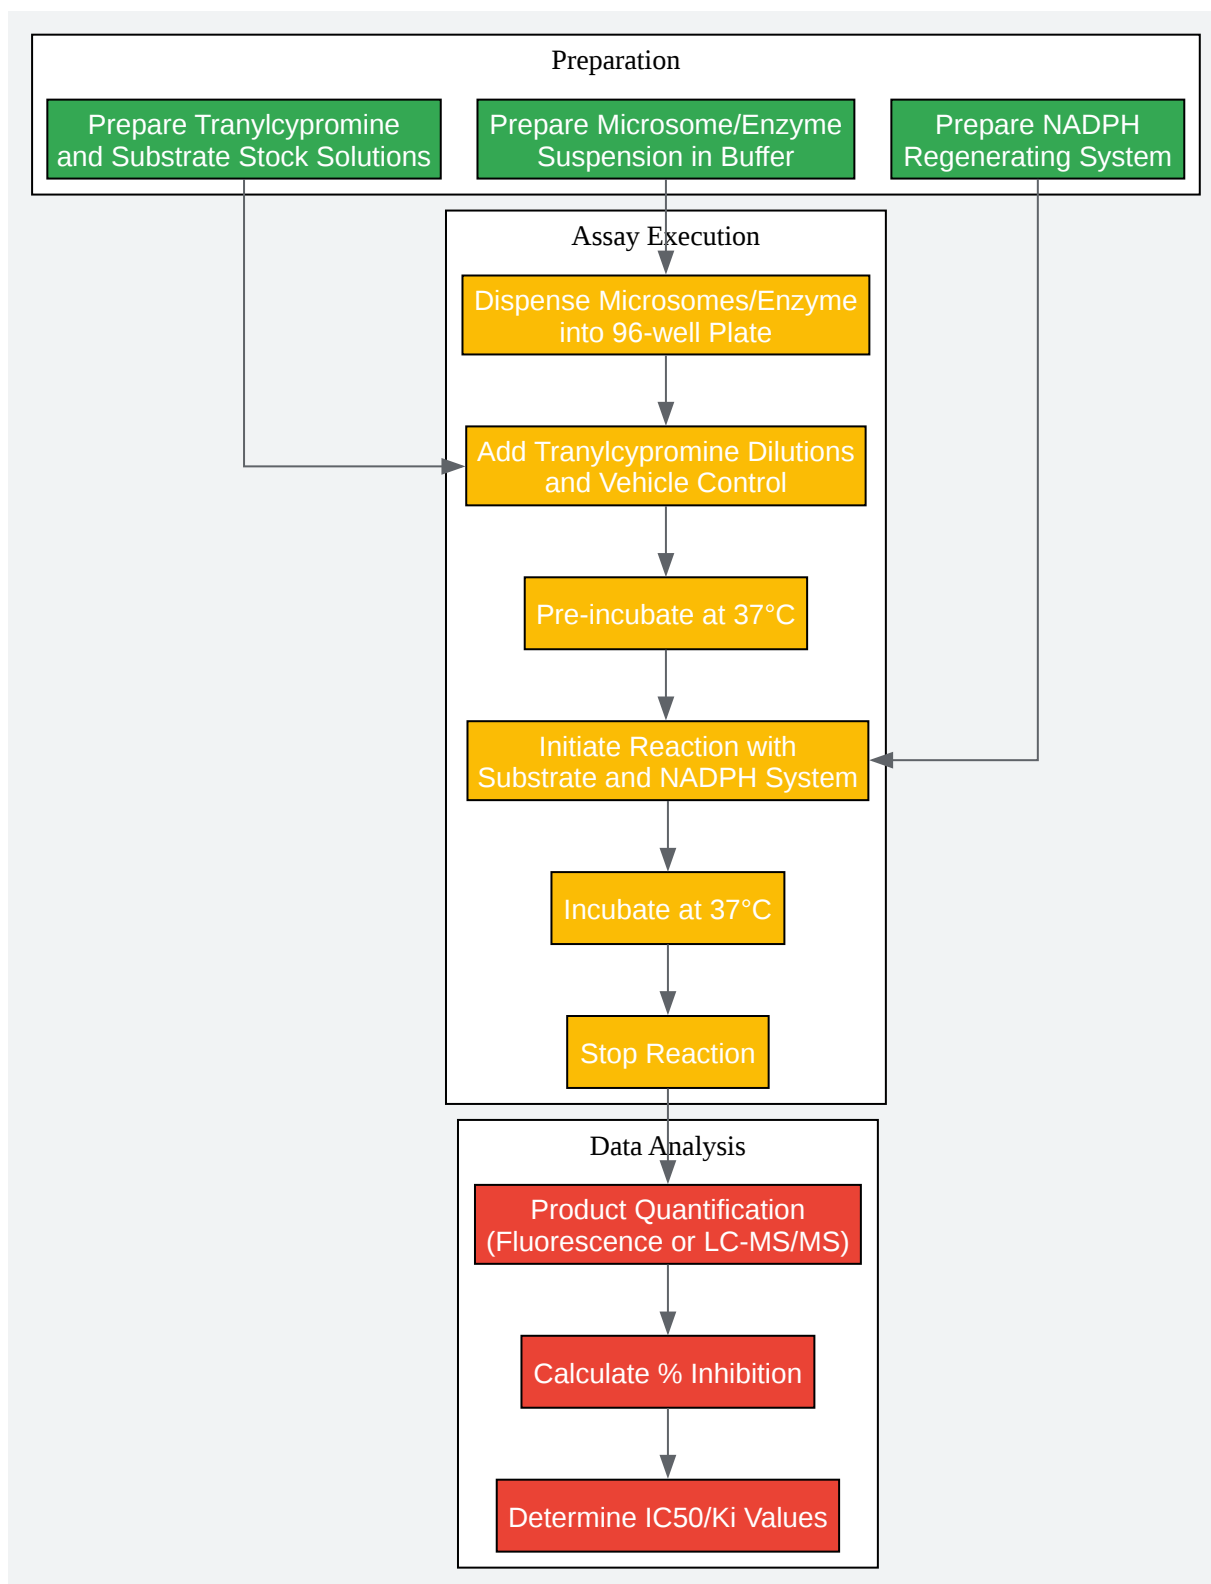 Preparation
Prepare Tranylcypromine
and Substrate Stock Solutions
Prepare Microsome/Enzyme
Suspension in Buffer
Prepare NADPH
Regenerating System
Assay Execution
Dispense Microsomes/Enzyme
into 96-well Plate
Add Tranylcypromine Dilutions
and Vehicle Control
Pre-incubate at 37°C
Initiate Reaction with
Substrate and NADPH System
Incubate at 37°C
Stop Reaction
Data Analysis
Product Quantification
(Fluorescence or LC-MS/MS)
Calculate % Inhibition
Determine IC50/Ki Values